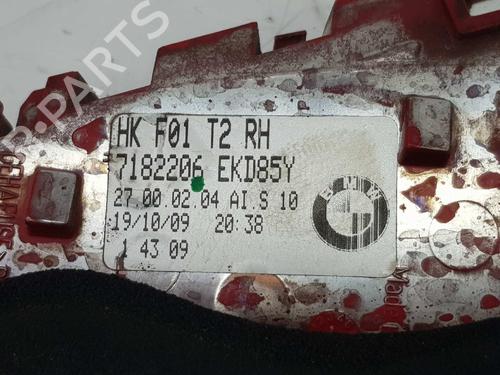 B-PARTS
HK F01 T2 RH
7182206 EKD85Y
27.00.02.04 AI.S 10
19/10/09 20:38
1 43 09
BMW